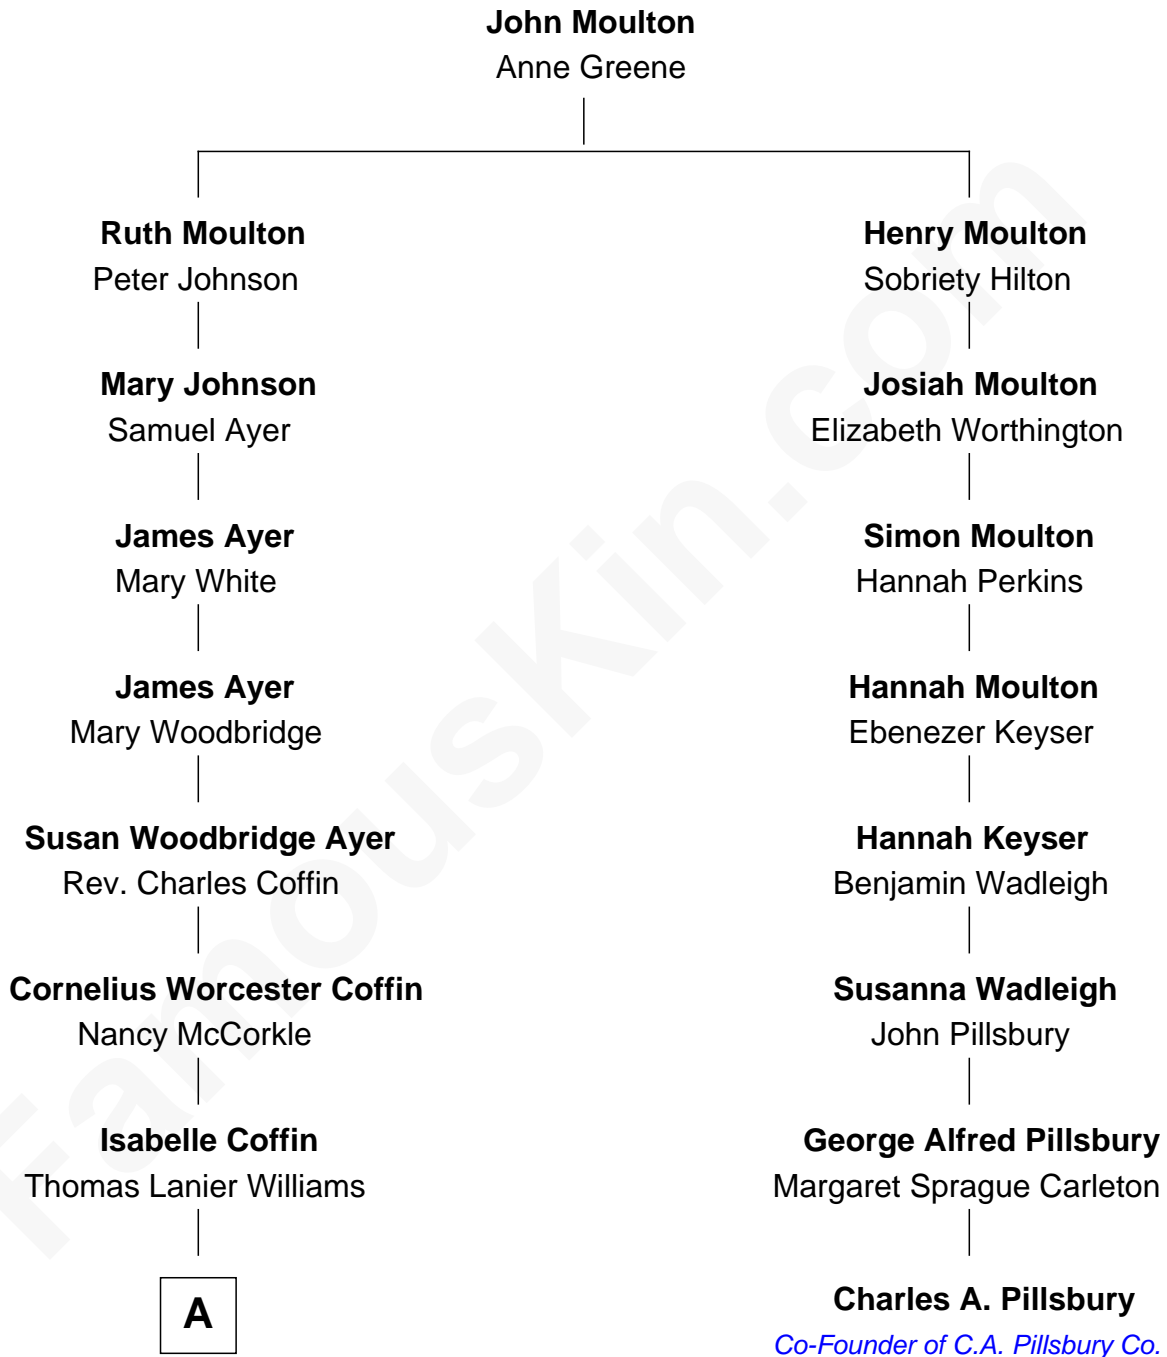 John Moulton
Anne Greene
Ruth Moulton
Peter Johnson
Henry Moulton
Sobriety Hilton
Mary Johnson
Samuel Ayer
Josiah Moulton
Elizabeth Worthington
James Ayer
Mary White
Simon Moulton
Hannah Perkins
James Ayer
Mary Woodbridge
Hannah Moulton
Ebenezer Keyser
Susan Woodbridge Ayer
Rev. Charles Coffin
Hannah Keyser
Benjamin Wadleigh
Cornelius Worcester Coffin
Nancy McCorkle
Susanna Wadleigh
John Pillsbury
Isabelle Coffin
Thomas Lanier Williams
George Alfred Pillsbury
Margaret Sprague Carleton
A
Charles A. Pillsbury
Co-Founder of C.A. Pillsbury Co.
FamousKin.com